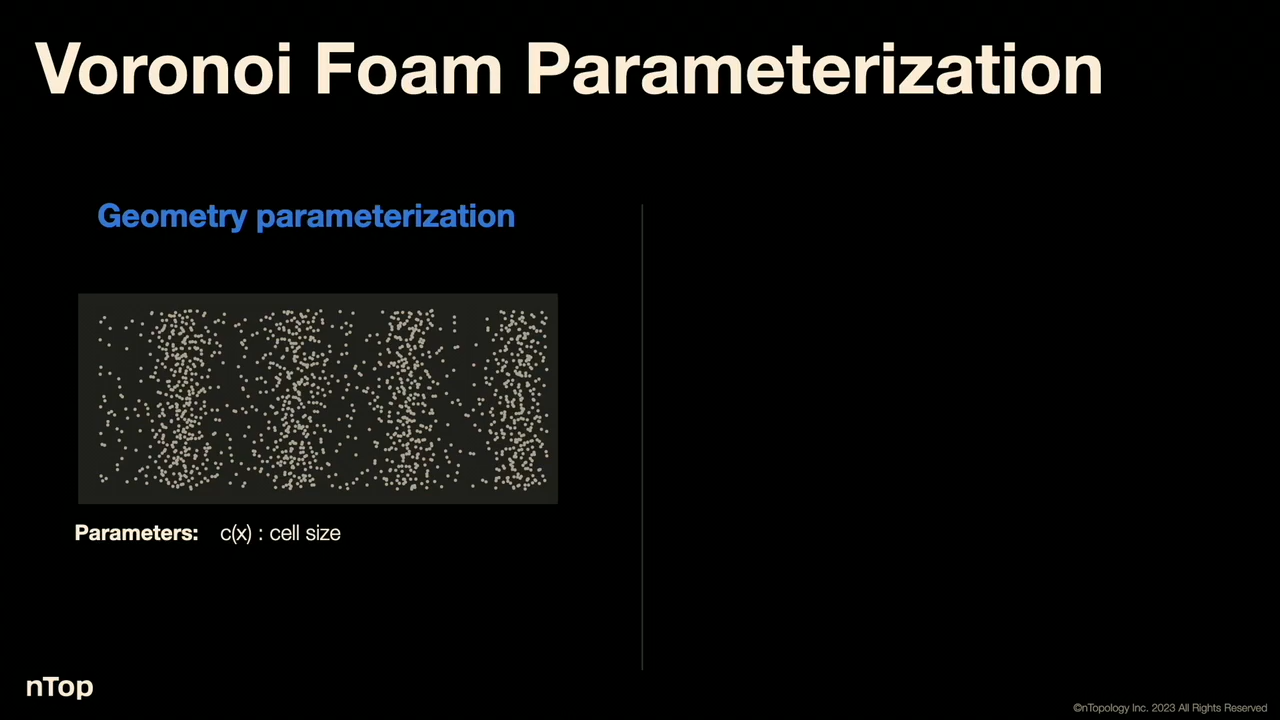 Voronoi Foam Parameterization
Geometry parameterization
Parameters: c(x) : cell size
nTop
©nTopology Inc. 2023 All Rights Reserved